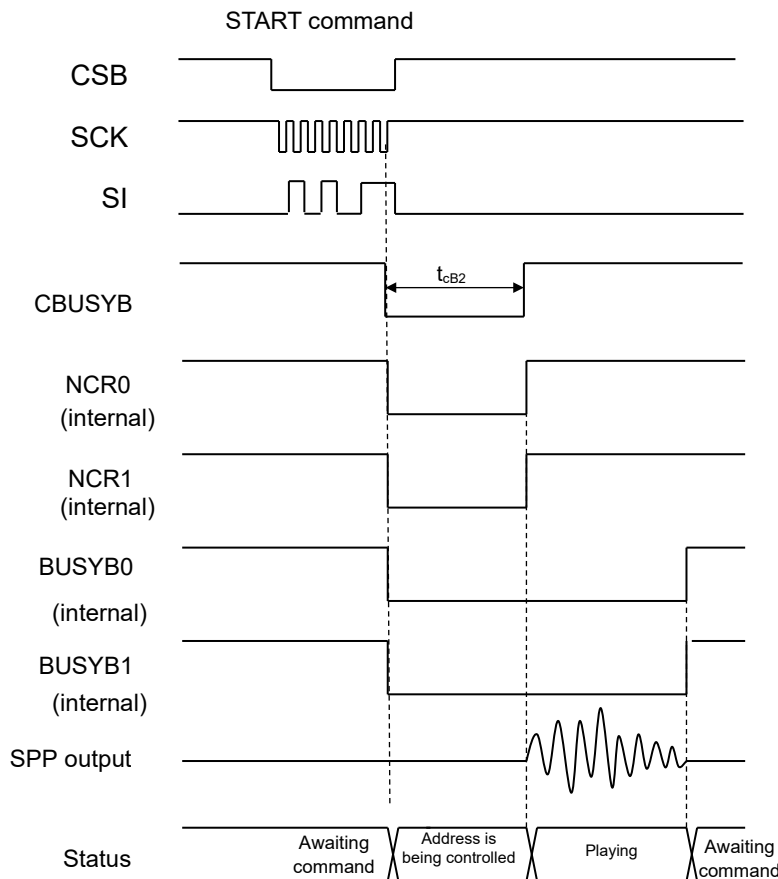 START command
CSB
SCK
SI
tcB2
CBUSYB
NCR0
(internal)
NCR1
(internal)
BUSYB0
(internal)
BUSYB1
(internal)
SPP output
Status
Awaiting
command
Address is
being controlled
Playing
Awaiting
command